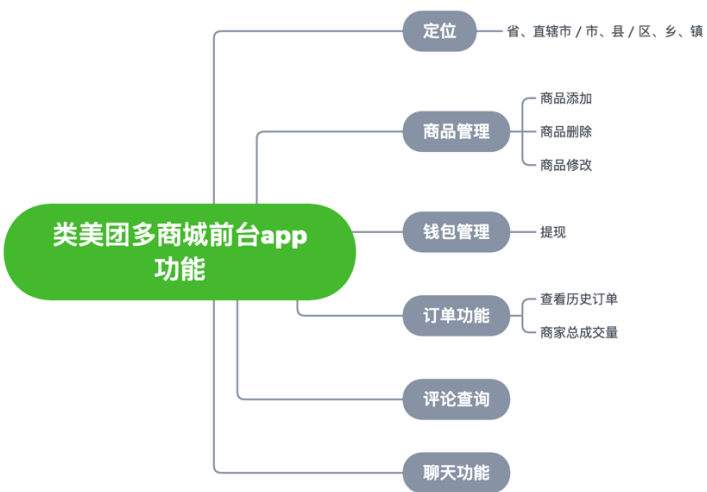 类美团多商城前台app
功能
定位
省、直辖市 / 市、县 / 区、乡、镇
商品管理
商品添加
商品删除
商品修改
钱包管理
提现
订单功能
查看历史订单
商家总成交量
评论查询
聊天功能